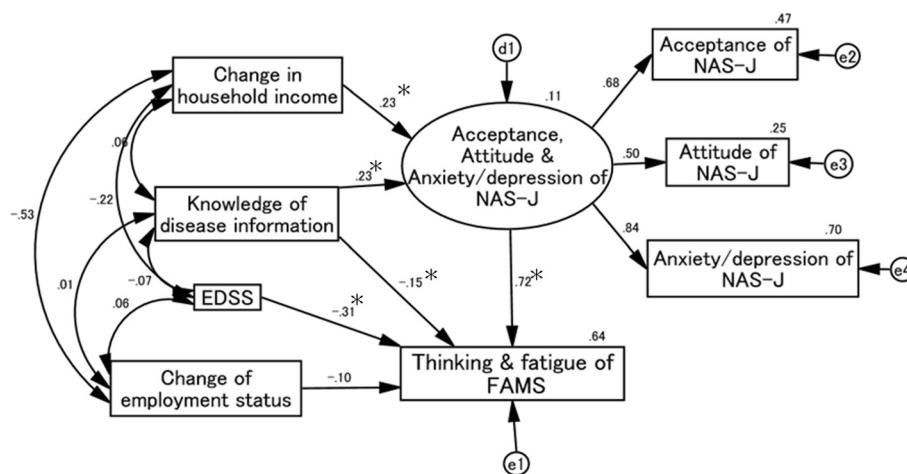 Change in
household income
Knowledge of
disease information
EDSS
Change of
employment status
d1
.11
Acceptance,
Attitude &
Anxiety/depression of
NAS-J
.47
Acceptance of
NAS-J
e2
.25
Attitude of
NAS-J
e3
.70
Anxiety/depression of
NAS-J
e4
.64
Thinking & fatigue of
FAMS
e1
.23*
.23*
-.15*
-.31*
-.10
.72*
.68
.50
.84
.06
-.22
-.53
.01
-.07
.06